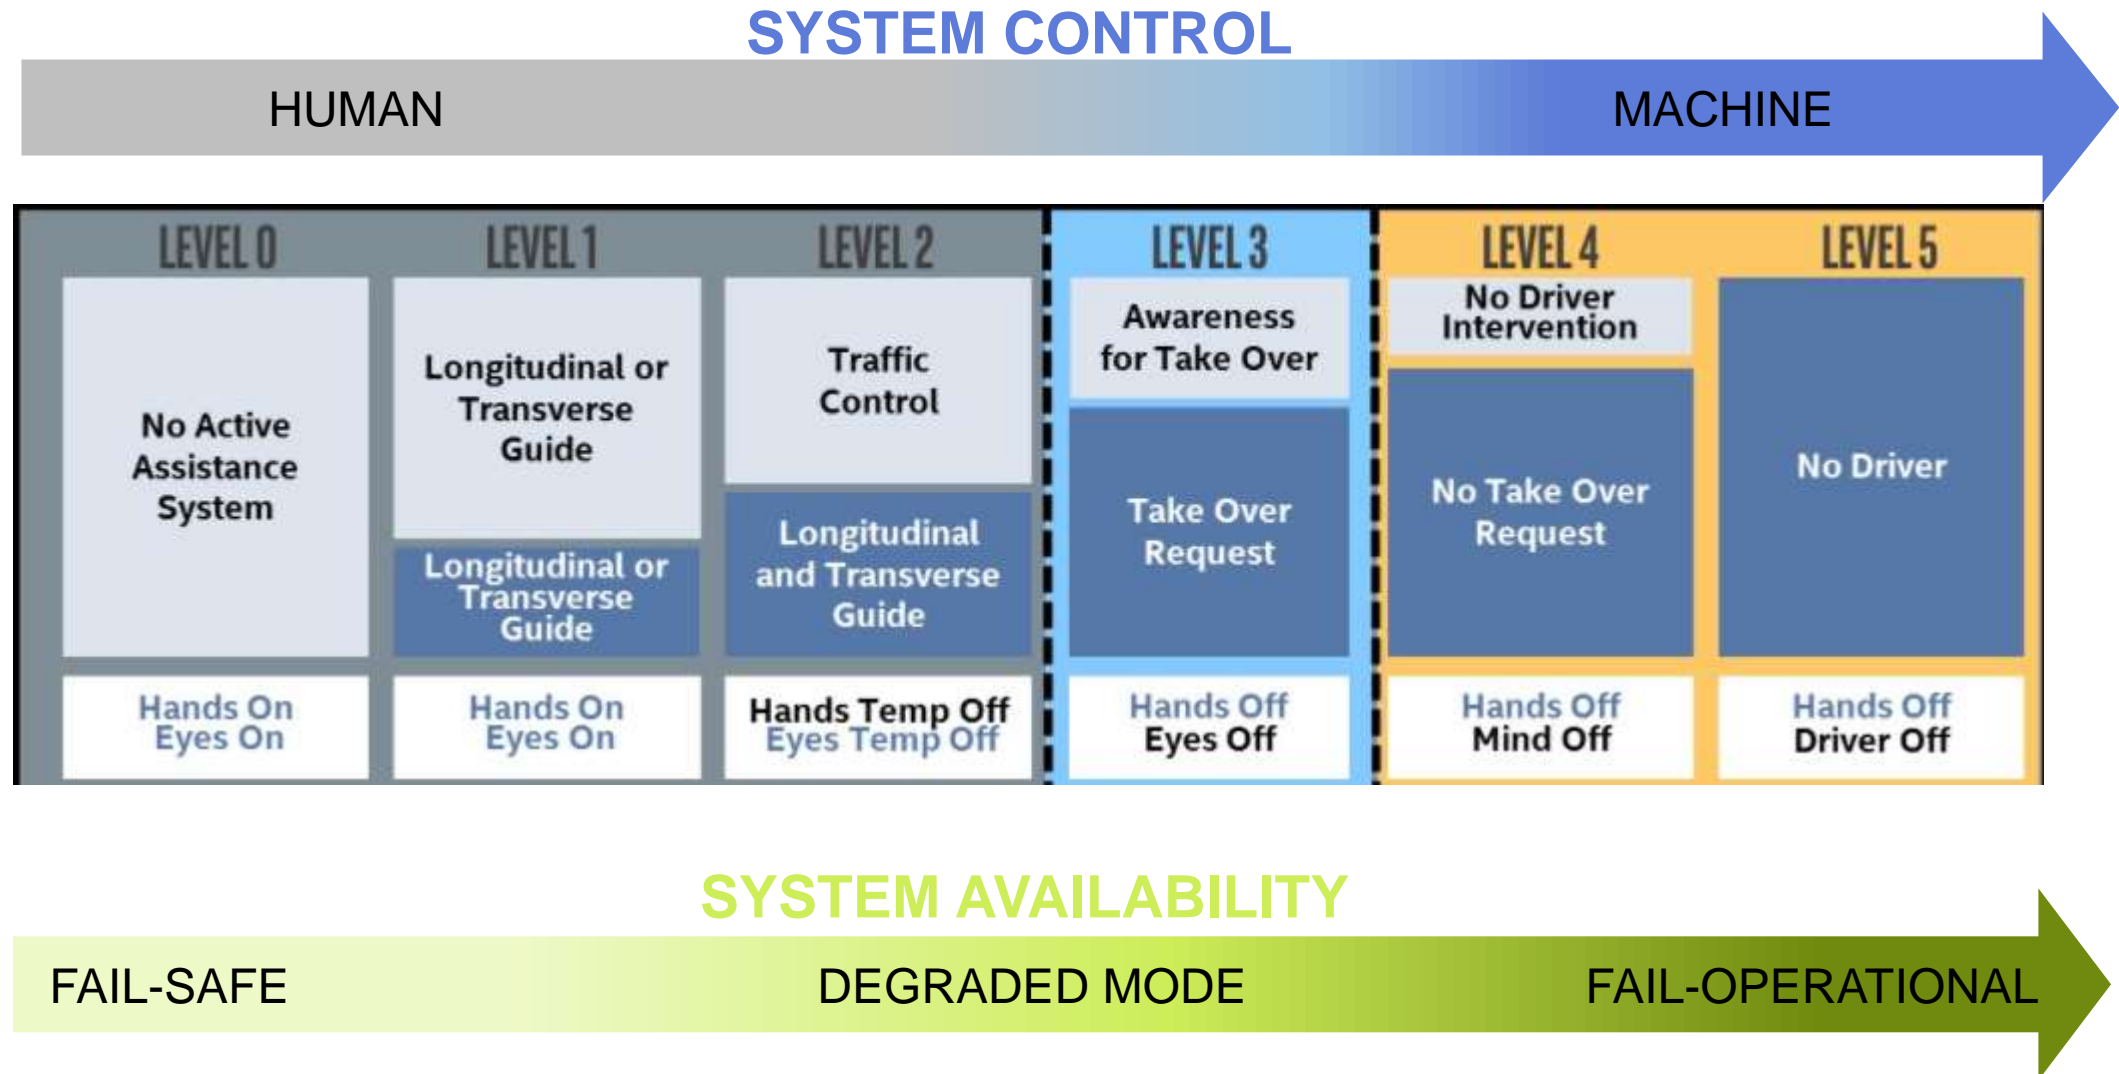 SYSTEM CONTROL
HUMAN
MACHINE
LEVEL 0
No Active
Assistance
System
Hands On
Eyes On
LEVEL 1
Longitudinal or
Transverse
Guide
Longitudinal or
Transverse
Guide
Hands On
Eyes On
LEVEL 2
Traffic
Control
Longitudinal
and Transverse
Guide
Hands Temp Off
Eyes Temp Off
LEVEL 3
Awareness
for Take Over
Take Over
Request
Hands Off
Eyes Off
LEVEL 4
No Driver
Intervention
No Take Over
Request
Hands Off
Mind Off
LEVEL 5
No Driver
Hands Off
Driver Off
SYSTEM AVAILABILITY
FAIL-SAFE
DEGRADED MODE
FAIL-OPERATIONAL